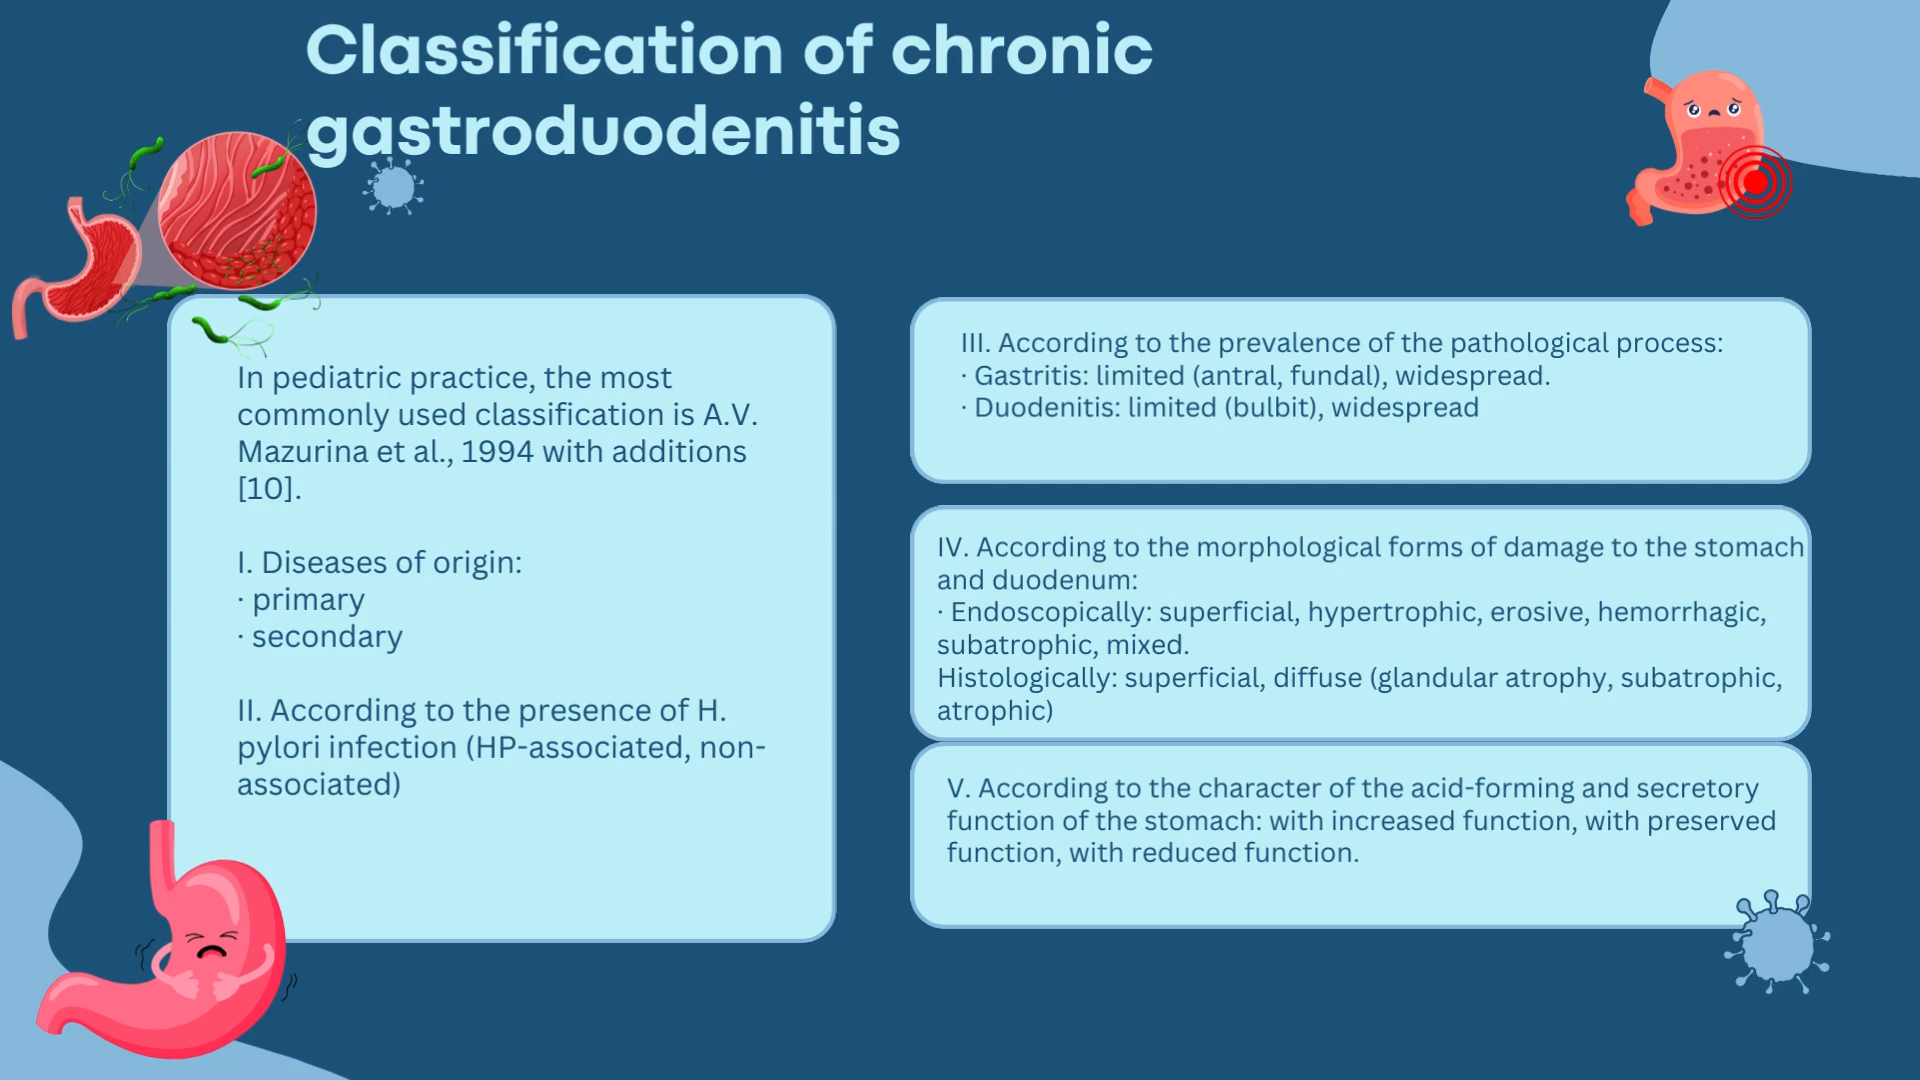 Classification of chronic
gastroduodenitis
In pediatric practice, the most
commonly used classification is A.V.
Mazurina et al., 1994 with additions
[10].
I. Diseases of origin:
· primary
· secondary
II. According to the presence of H.
pylori infection (HP-associated, non-
associated)
III. According to the prevalence of the pathological process:
· Gastritis: limited (antral, fundal), widespread.
· Duodenitis: limited (bulbit), widespread
IV. According to the morphological forms of damage to the stomach
and duodenum:
· Endoscopically: superficial, hypertrophic, erosive, hemorrhagic,
subatrophic, mixed.
Histologically: superficial, diffuse (glandular atrophy, subatrophic,
atrophic)
V. According to the character of the acid-forming and secretory
function of the stomach: with increased function, with preserved
function, with reduced function.